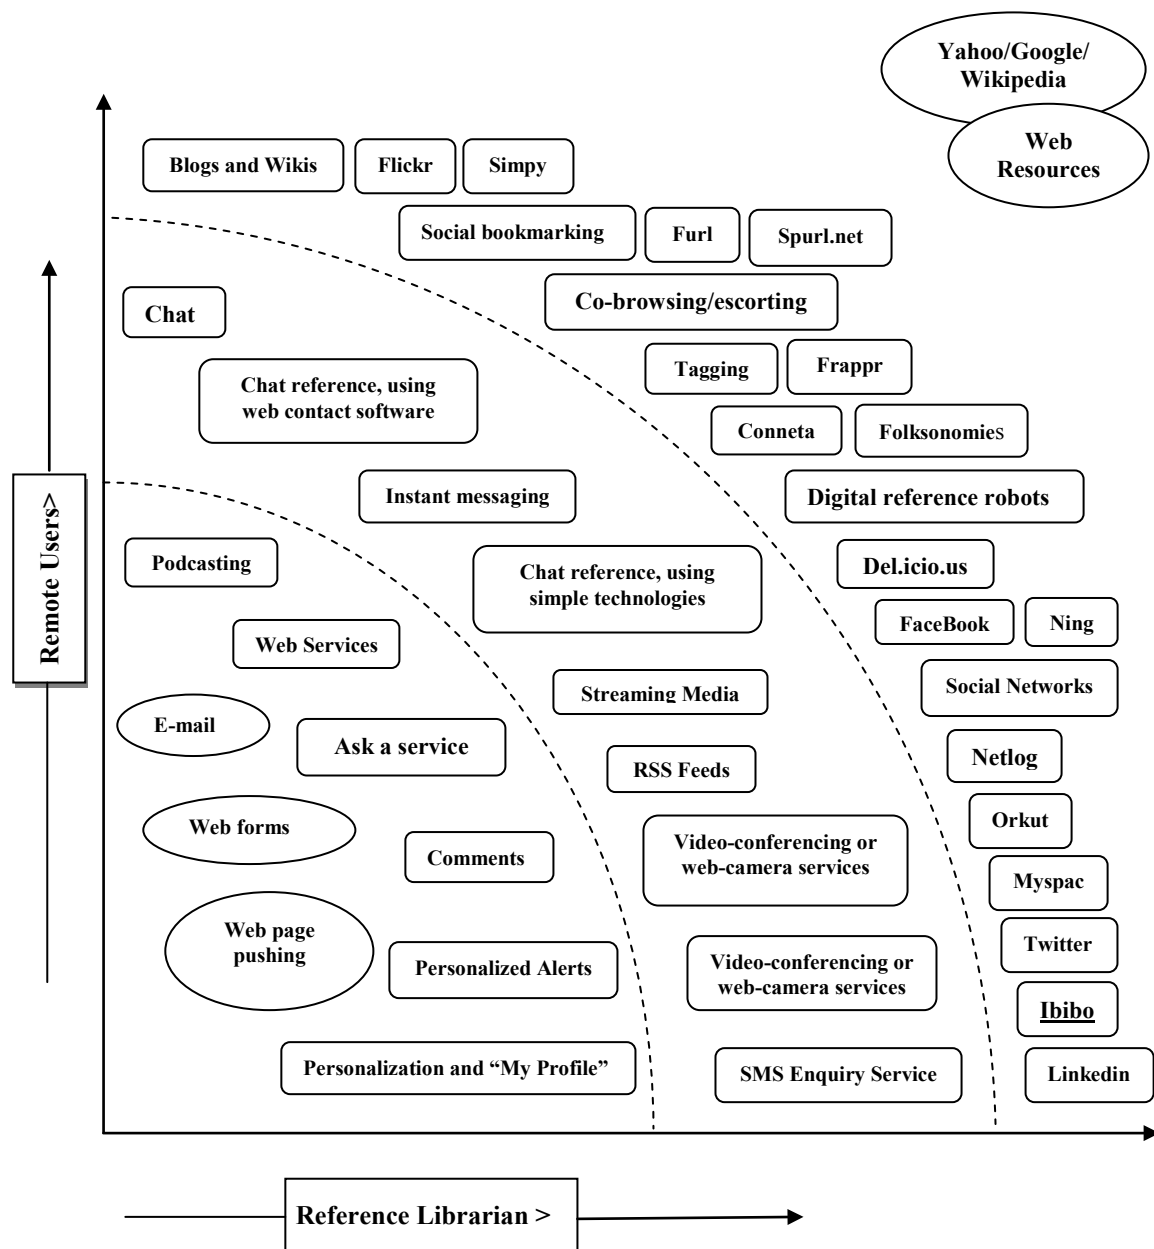 Yahoo/Google/
Wikipedia
Web
Resources
Blogs and Wikis
Flickr
Simpy
Social bookmarking
Furl
Spurl.net
Co-browsing/escorting
Chat
Tagging
Frappr
Chat reference, using
web contact software
Conneta
Folksonomies
Instant messaging
Digital reference robots
Podcasting
Chat reference, using
simple technologies
Del.icio.us
FaceBook
Ning
Web Services
Social Networks
Streaming Media
E-mail
Ask a service
RSS Feeds
Netlog
Orkut
Web forms
Comments
Video-conferencing or
web-camera services
Myspac
Web page
pushing
Personalized Alerts
Video-conferencing or
web-camera services
Twitter
Ibibo
Personalization and “My Profile”
SMS Enquiry Service
Linkedin
Remote Users>
Reference Librarian >